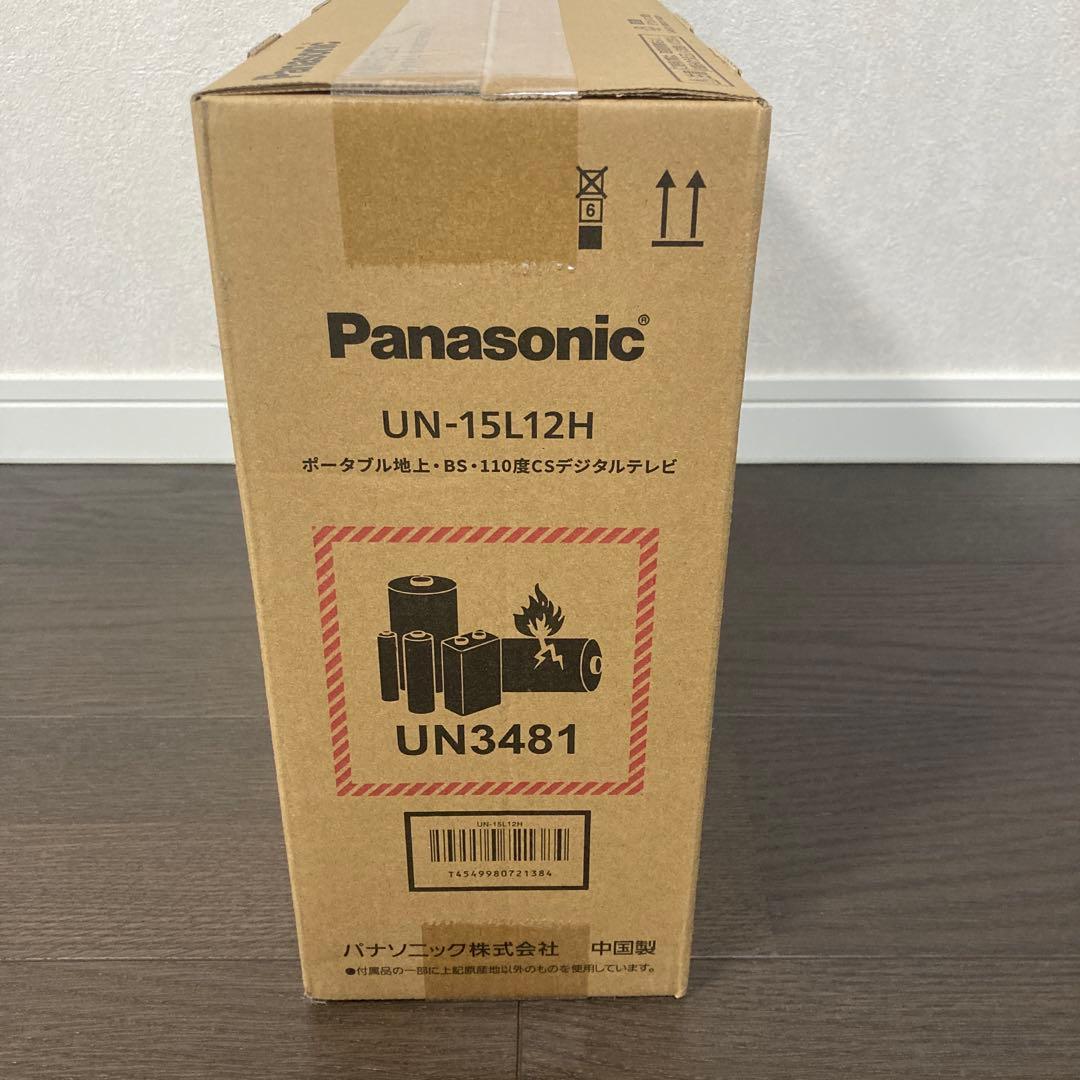 Panasonic
6
Panasonic®
UN-15L12H
ポータブル地上・BS・110度CSデジタルテレビ
UN3481
UN-15L12H
T4549980721384
パナソニック株式会社 中国製
●付属品の一部に上記原産地以外のものを使用しています。